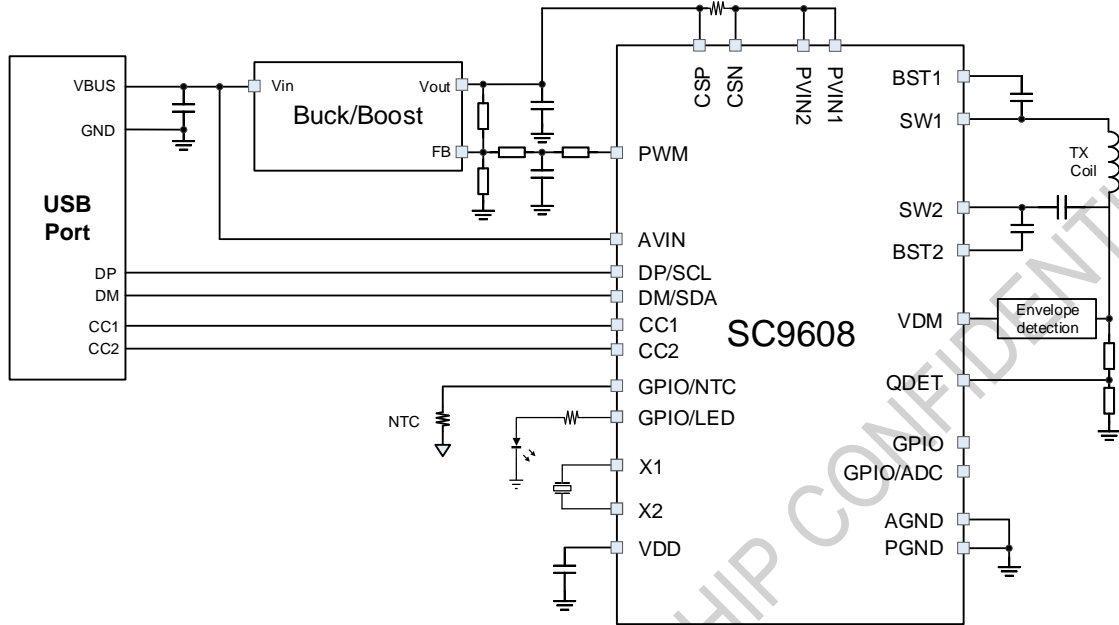 USB
Port
VBUS
GND
DP
DM
CC1
CC2
Vin
Vout
Buck/Boost
FB
NTC
SC9608
CSP
CSN
PVIN2
PVIN1
PWM
AVIN
DP/SCL
DM/SDA
CC1
CC2
GPIO/NTC
GPIO/LED
X1
X2
VDD
BST1
SW1
SW2
BST2
VDM
QDET
GPIO
GPIO/ADC
AGND
PGND
TX
Coil
Envelope
detection
HIP CONFIDENTI